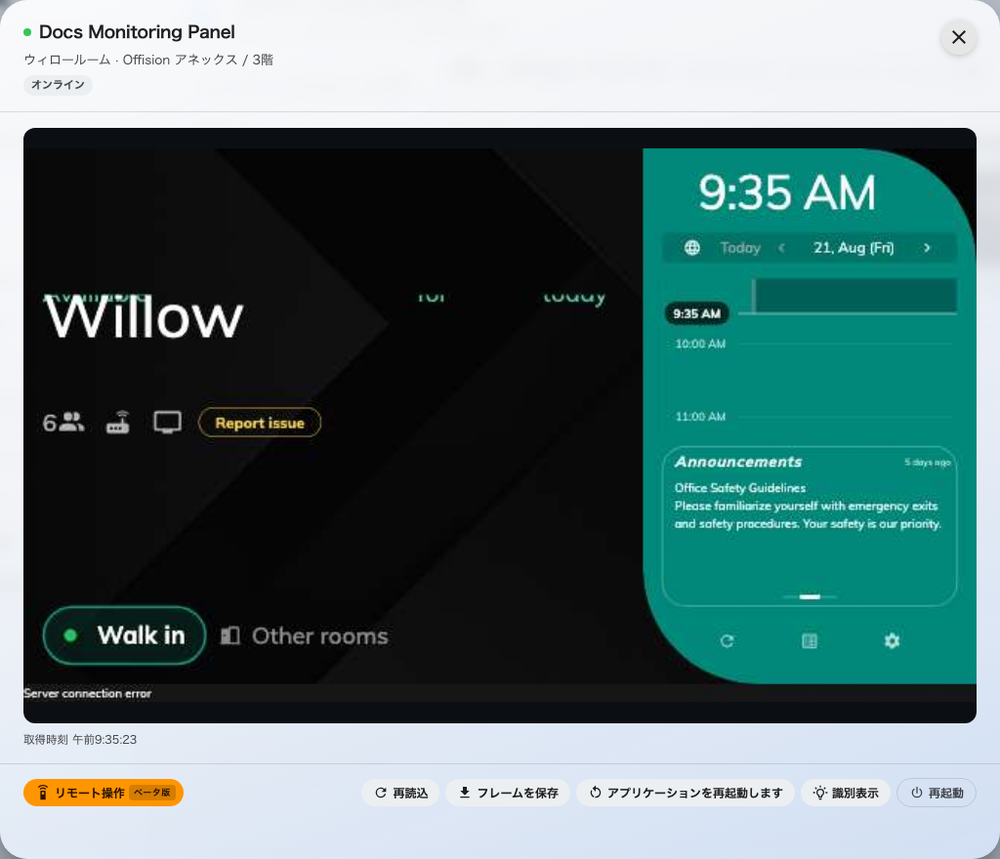 Docs Monitoring Panel
ウィロールーム · Offision アネックス / 3階
オンライン
9:35 AM
Today
21, Aug (Fri)
for today
Willow
9:35 AM
10:00 AM
11:00 AM
6
Report issue
Announcements
5 days ago
Office Safety Guidelines
Please familiarize yourself with emergency exits
and safety procedures. Your safety is our priority.
Walk in
Other rooms
Server connection error
取得時刻 午前9:35:23
リモート操作 ベータ版
再読込
フレームを保存
アプリケーションを再起動します
識別表示
再起動